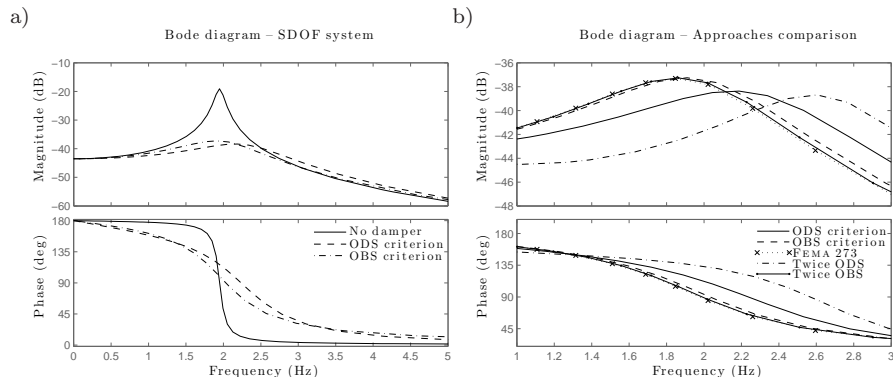 a)
Bode diagram – SDOF system
Magnitude (dB)
−10
−20
−30
−40
−50
−60
Phase (deg)
180
135
90
45
0
No damper
ODS criterion
OBS criterion
0 0.5 1 1.5 2 2.5 3 3.5 4 4.5 5
Frequency (Hz)
b)
Bode diagram – Approaches comparison
Magnitude (dB)
−36
−38
−40
−42
−44
−46
−48
Phase (deg)
180
135
90
45
ODS criterion
OBS criterion
FEMA 273
Twice ODS
Twice OBS
1 1.2 1.4 1.6 1.8 2 2.2 2.4 2.6 2.8 3
Frequency (Hz)